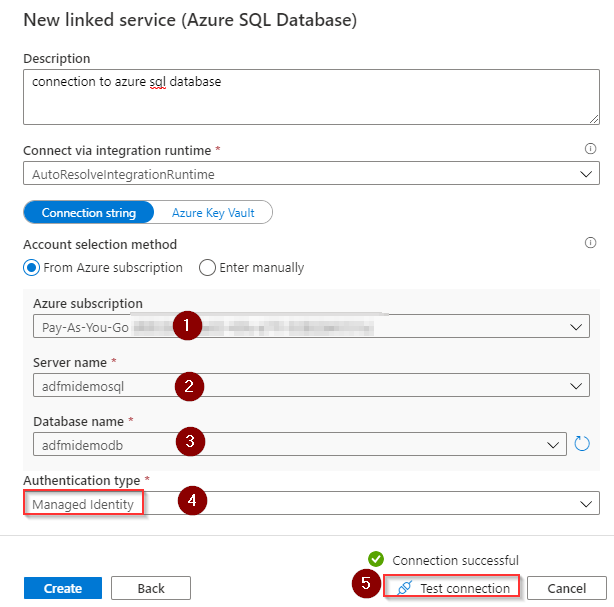 New linked service (Azure SQL Database)
Description
connection to azure sql database
Connect via integration runtime *
AutoResolveIntegrationRuntime
Connection string Azure Key Vault
Account selection method
From Azure subscription Enter manually
Azure subscription
Pay-As-You-Go 1
Server name *
adfmidemosql 2
Database name *
adfmidemodb 3
Authentication type *
Managed Identity 4
Connection successful
Create Back 5 Test connection Cancel